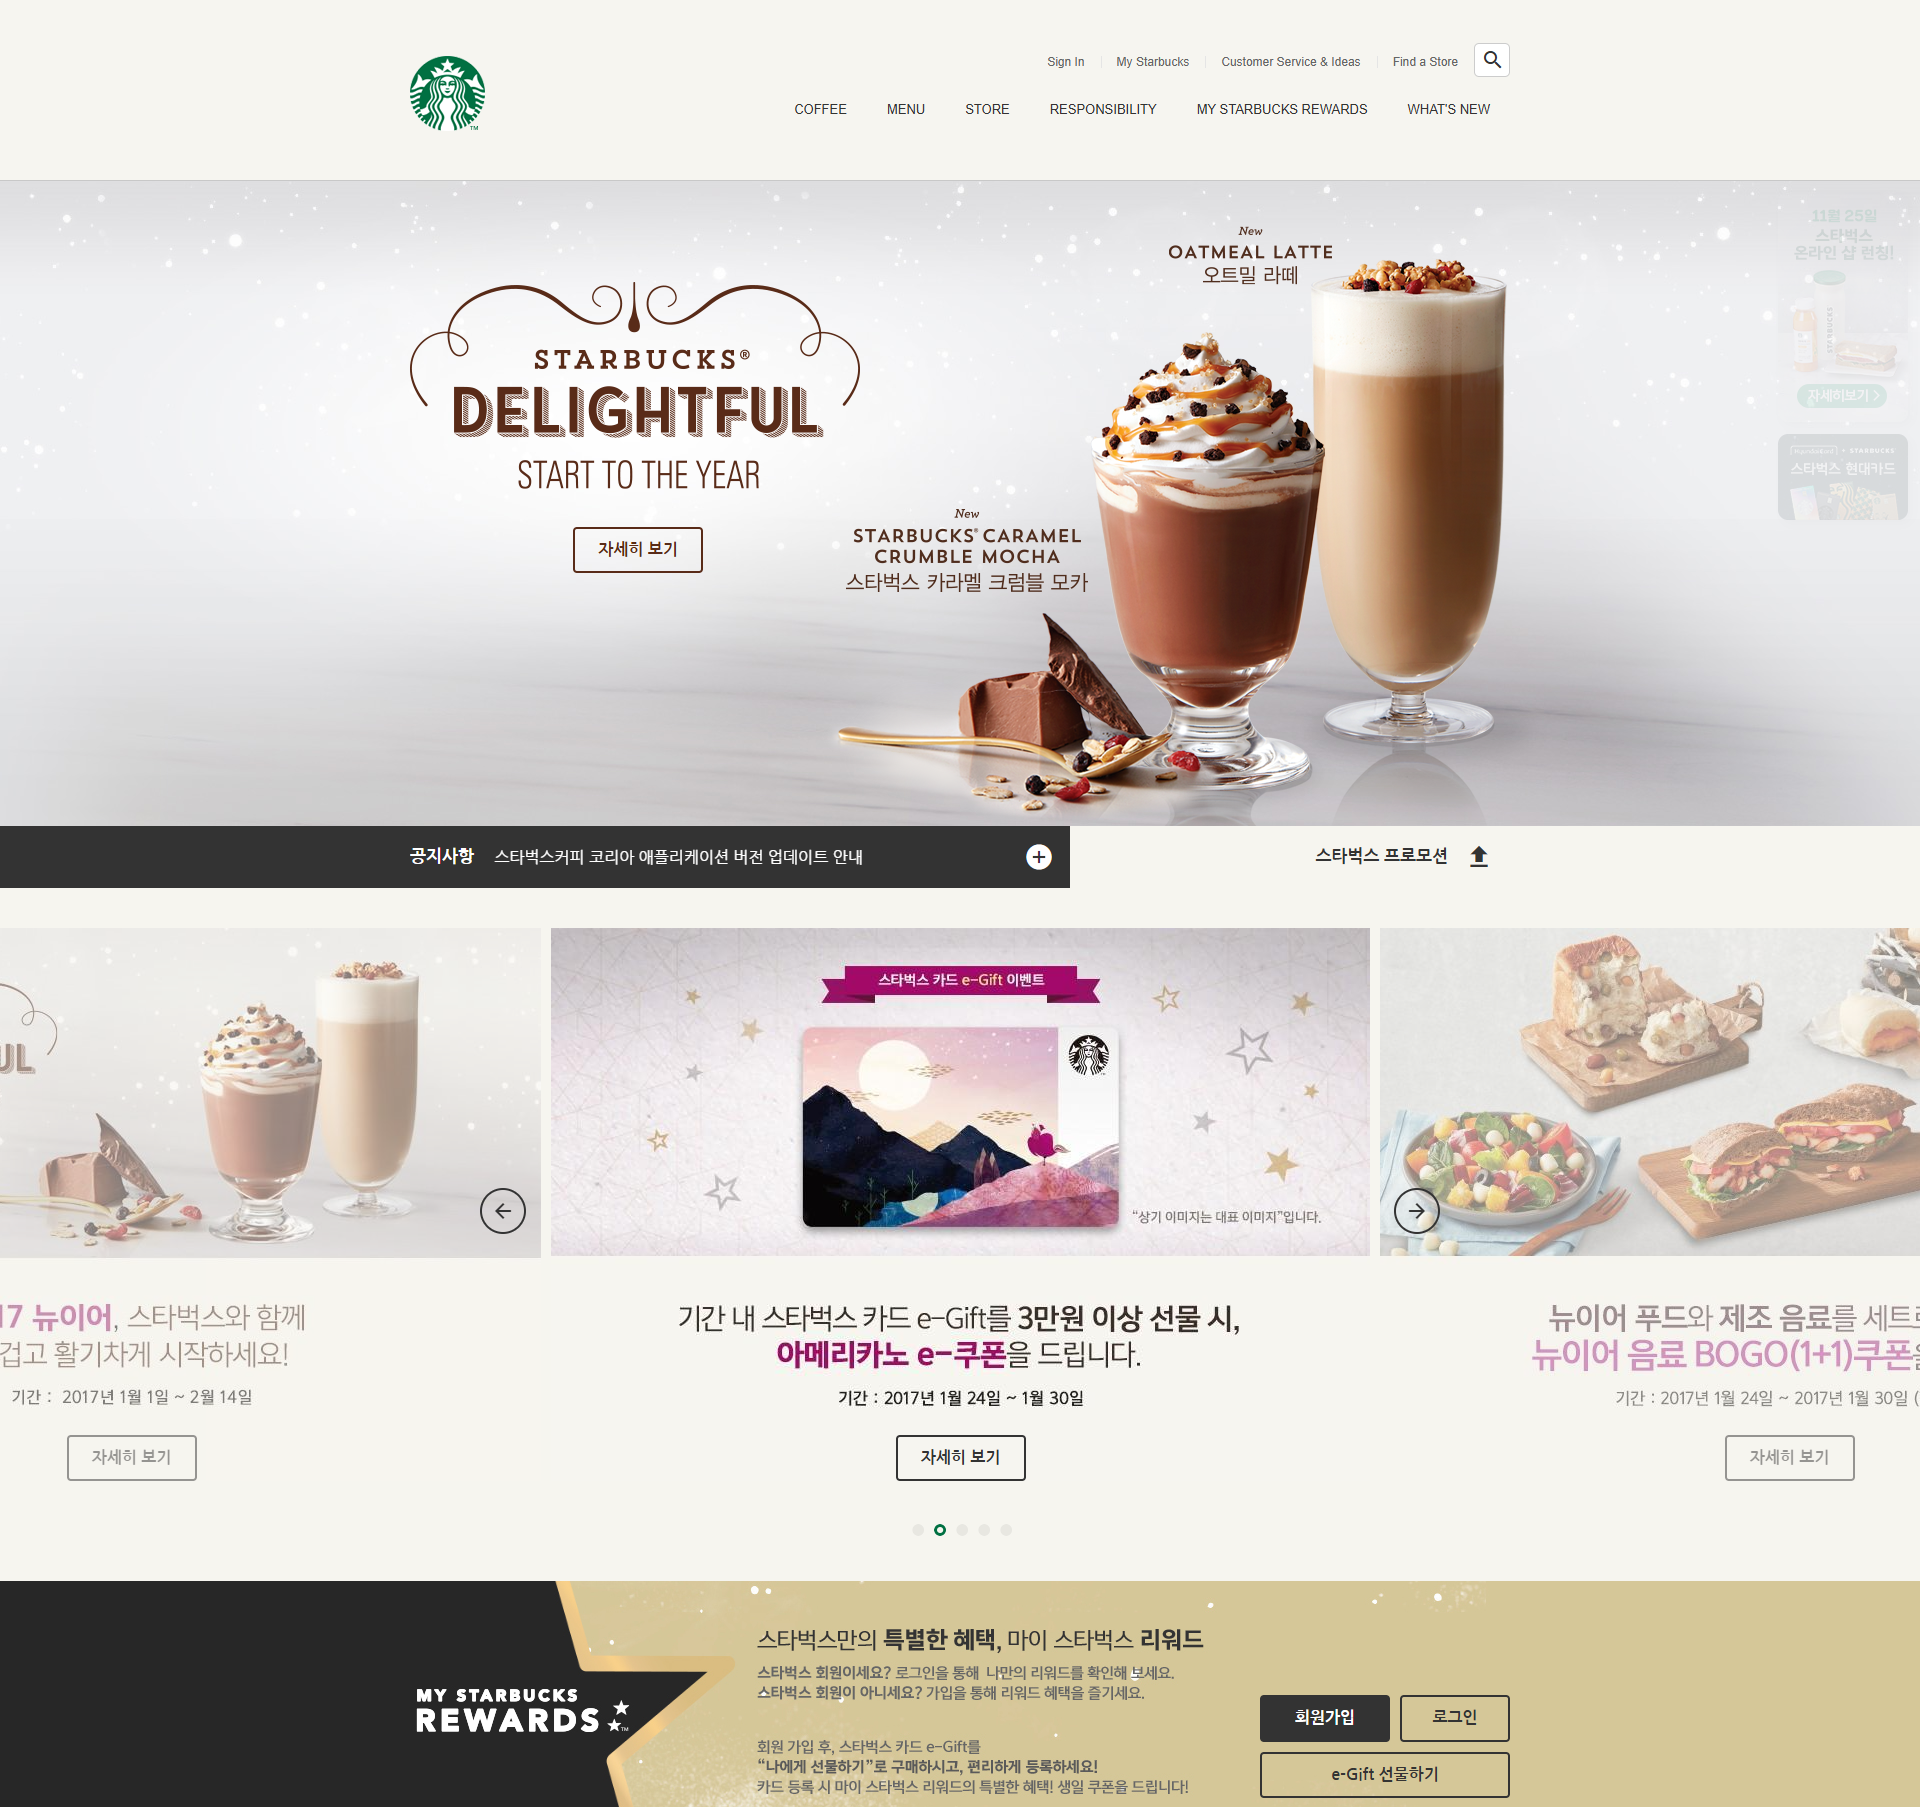 Sign In
My Starbucks
Customer Service & Ideas
Find a Store
COFFEE
MENU
STORE
RESPONSIBILITY
MY STARBUCKS REWARDS
WHAT'S NEW
STARBUCKS®
DELIGHTFUL
START TO THE YEAR
자세히 보기
New
OATMEAL LATTE
오트밀 라떼
New
STARBUCKS® CARAMEL
CRUMBLE MOCHA
스타벅스 카라멜 크럼블 모카
11월 25일
스타벅스
온라인 샵 런칭!
STARBUCKS
자세히보기
STARBUCKS
스타벅스 현대카드
공지사항
스타벅스커피 코리아 애플리케이션 버전 업데이트 안내
스타벅스 프로모션
UL
17 뉴이어, 스타벅스와 함께
겁고 활기차게 시작하세요!
기간 : 2017년 1월 1일 ~ 2월 14일
자세히 보기
스타벅스 카드 e-Gift 이벤트
“상기 이미지는 대표 이미지”입니다.
기간 내 스타벅스 카드 e-Gift를 3만원 이상 선물 시,
아메리카노 e-쿠폰을 드립니다.
기간 : 2017년 1월 24일 ~ 1월 30일
자세히 보기
뉴이어 푸드와 제조 음료를 세트
뉴이어 음료 BOGO(1+1)쿠폰
기간 : 2017년 1월 24일 ~ 2017년 1월 30일 (
자세히 보기
MY STARBUCKS
REWARDS TM
스타벅스만의 특별한 혜택, 마이 스타벅스 리워드
스타벅스 회원이세요? 로그인을 통해 나만의 리워드를 확인해 보세요.
스타벅스 회원이 아니세요? 가입을 통해 리워드 혜택을 즐기세요.
회원 가입 후, 스타벅스 카드 e-Gift를
“나에게 선물하기”로 구매하시고, 편리하게 등록하세요!
카드 등록 시 마이 스타벅스 리워드의 특별한 혜택! 생일 쿠폰을 드립니다!
회원가입
로그인
e-Gift 선물하기